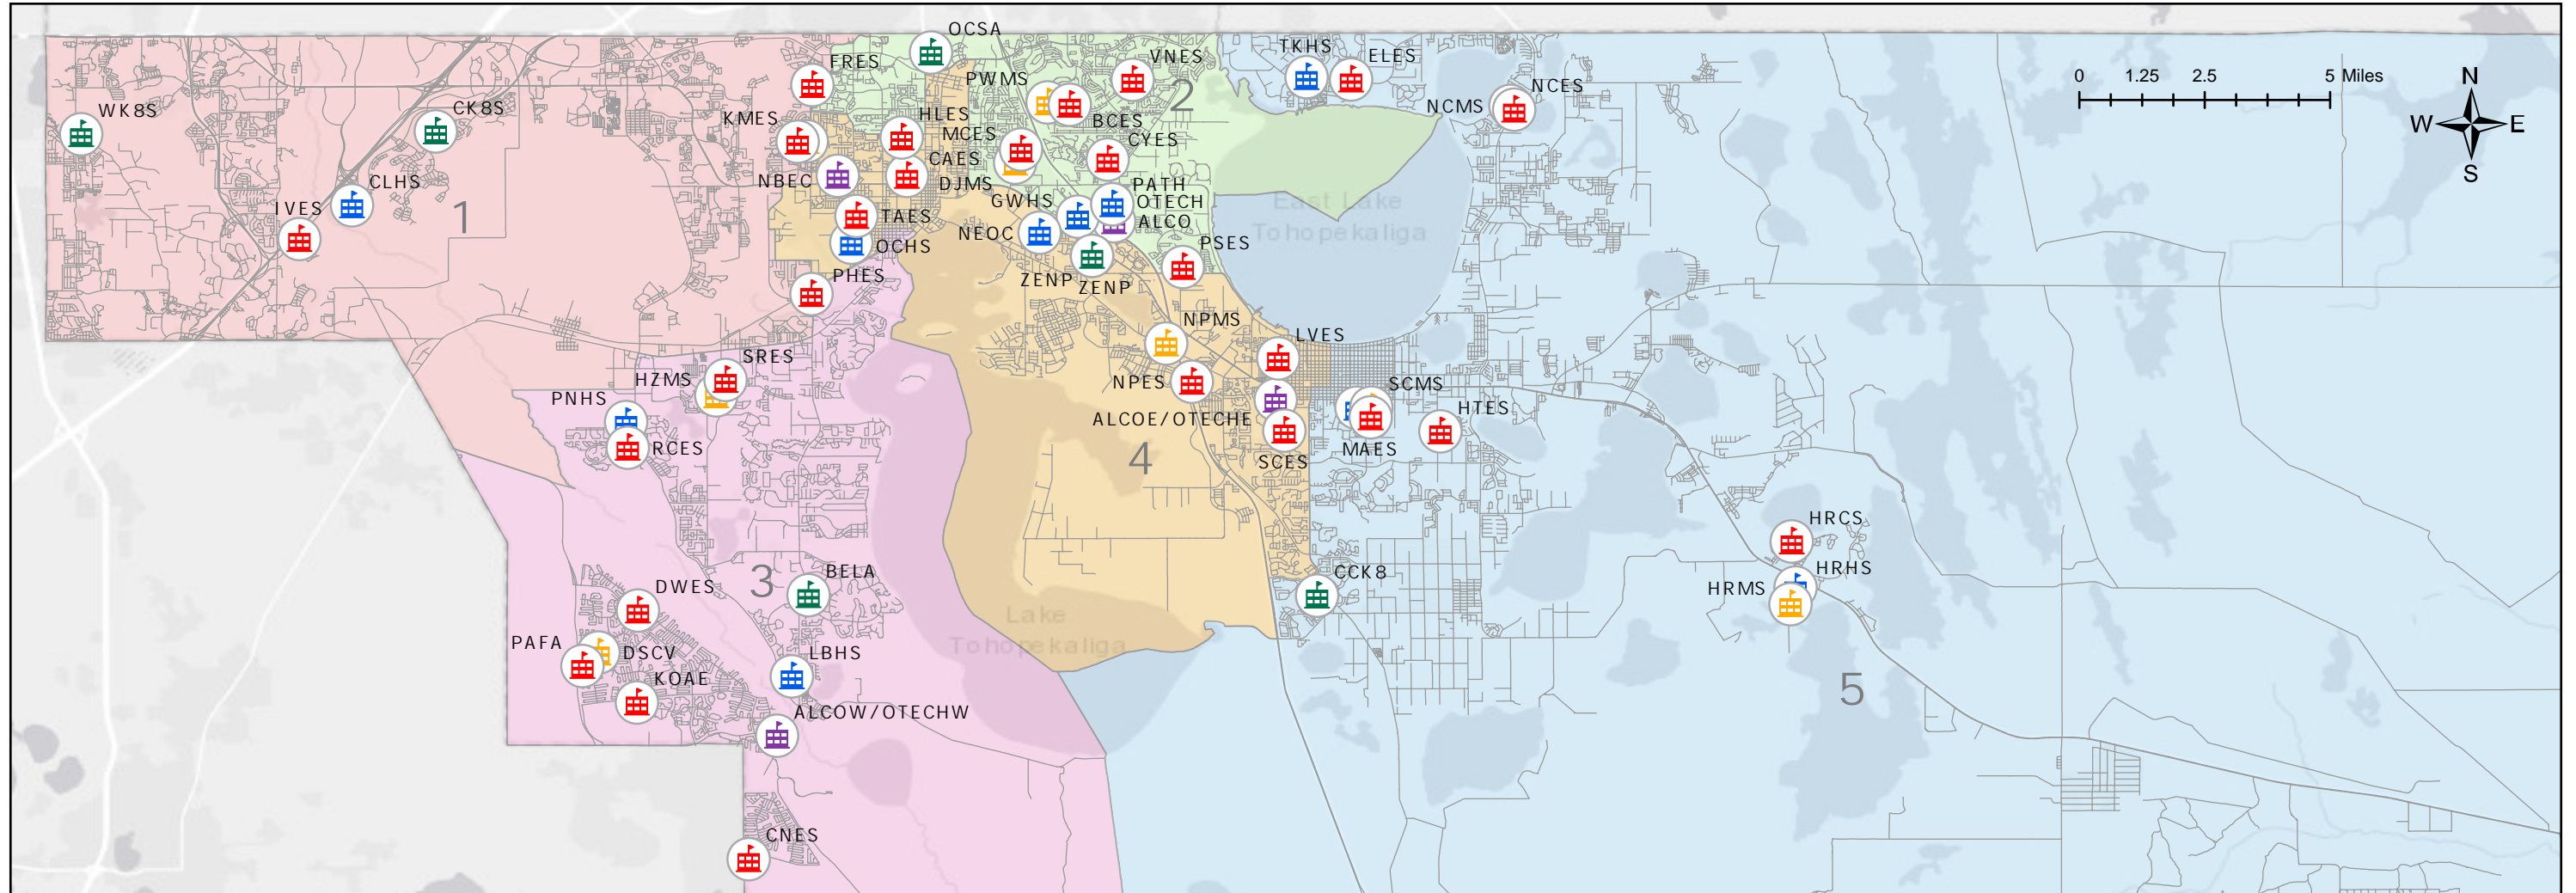 OCSA
FRES
PWMS
VNES
TKHS
ELES
0 1.25 2.5 5 Miles
N
W E
S
WK8S
CK8S
KMES
HLES
MCES
BCES
2
NCMS
NCES
CYES
CAES
NBEC
DJMS
CLHS
IVES
1
TAES
GWHS
PATH
OTECH
ALCO
NEOC
OCHS
PSES
East Lake
Tohopekaliga
PHES
ZENP
ZENP
NPMS
LVES
SRES
HZMS
NPES
SCMS
PNHS
ALCOE/OTECHE
HTES
RCES
4
SCES
MAES
HRCS
DWES
3
BELA
CCK8
HRHS
HRMS
Lake
Tohopekaliga
PAFA
DSCV
LBHS
KOAE
5
ALCOW/OTECHW
CNES